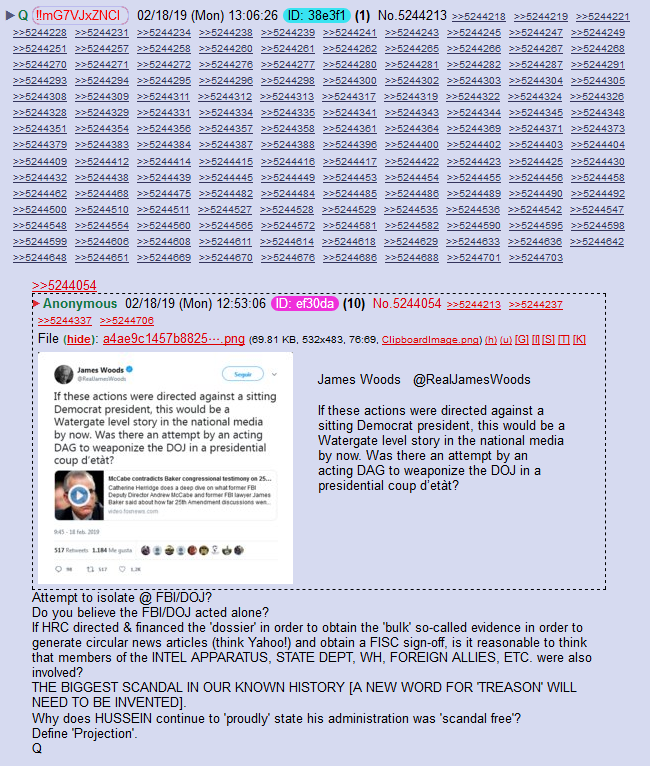 ▶ Q !!mG7VJxZNCI 02/18/19 (Mon) 13:06:26 ID: 38e3f1 (1) No.5244213 >>5244218 >>5244219 >>5244221
>>5244228 >>5244231 >>5244234 >>5244238 >>5244239 >>5244241 >>5244243 >>5244245 >>5244247 >>5244249
>>5244251 >>5244257 >>5244258 >>5244260 >>5244261 >>5244262 >>5244265 >>5244266 >>5244267 >>5244268
>>5244270 >>5244271 >>5244272 >>5244276 >>5244277 >>5244280 >>5244281 >>5244282 >>5244287 >>5244291
>>5244293 >>5244294 >>5244295 >>5244296 >>5244298 >>5244300 >>5244302 >>5244303 >>5244304 >>5244305
>>5244308 >>5244309 >>5244311 >>5244312 >>5244313 >>5244317 >>5244319 >>5244322 >>5244324 >>5244326
>>5244328 >>5244329 >>5244331 >>5244334 >>5244335 >>5244341 >>5244343 >>5244344 >>5244345 >>5244348
>>5244351 >>5244354 >>5244356 >>5244357 >>5244358 >>5244361 >>5244364 >>5244369 >>5244371 >>5244373
>>5244379 >>5244383 >>5244384 >>5244387 >>5244388 >>5244396 >>5244400 >>5244402 >>5244403 >>5244404
>>5244409 >>5244412 >>5244414 >>5244415 >>5244416 >>5244417 >>5244422 >>5244423 >>5244425 >>5244430
>>5244432 >>5244438 >>5244439 >>5244445 >>5244449 >>5244453 >>5244454 >>5244455 >>5244456 >>5244458
>>5244462 >>5244468 >>5244475 >>5244482 >>5244484 >>5244485 >>5244486 >>5244489 >>5244490 >>5244492
>>5244500 >>5244510 >>5244511 >>5244527 >>5244528 >>5244529 >>5244535 >>5244536 >>5244542 >>5244547
>>5244548 >>5244554 >>5244560 >>5244565 >>5244572 >>5244581 >>5244582 >>5244590 >>5244595 >>5244598
>>5244599 >>5244606 >>5244608 >>5244611 >>5244614 >>5244618 >>5244629 >>5244633 >>5244636 >>5244642
>>5244648 >>5244651 >>5244669 >>5244670 >>5244676 >>5244686 >>5244688 >>5244701 >>5244703
>>5244054
▶ Anonymous 02/18/19 (Mon) 12:53:06 ID: ef30da (10) No.5244054 >>5244213 >>5244237
>>5244337 >>5244706
File (hide): a4ae9c1457b8825⋯.png (69.81 KB, 532x483, 76:69, ClipboardImage.png) (h) (u) [G] [I][S] [T] [K]
James Woods
@RealJamesWoods
Seguir
If these actions were directed against a sitting
Democrat president, this would be a
Watergate level story in the national media
by now. Was there an attempt by an acting
DAG to weaponize the DOJ in a presidential
coup d'etàt?
McCabe contradicts Baker congressional testimony on 25...
Catherine Herridge does a deep dive on what former FBI
Deputy Director Andrew McCabe and former FBI lawyer James
Baker said about how far 25th Amendment discussions wen...
video.foxnews.com
9:45 - 18 feb. 2019
517 Retweets 1.184 Me gusta
98 517 1.2K
James Woods @RealJamesWoods
If these actions were directed against a
sitting Democrat president, this would be a
Watergate level story in the national media
by now. Was there an attempt by an
acting DAG to weaponize the DOJ in a
presidential coup d'etàt?
Attempt to isolate @ FBI/DOJ?
Do you believe the FBI/DOJ acted alone?
If HRC directed & financed the 'dossier' in order to obtain the 'bulk' so-called evidence in order to
generate circular news articles (think Yahoo!) and obtain a FISC sign-off, is it reasonable to think
that members of the INTEL APPARATUS, STATE DEPT, WH, FOREIGN ALLIES, ETC. were also
involved?
THE BIGGEST SCANDAL IN OUR KNOWN HISTORY [A NEW WORD FOR 'TREASON' WILL
NEED TO BE INVENTED].
Why does HUSSEIN continue to 'proudly' state his administration was 'scandal free'?
Define 'Projection'.
Q